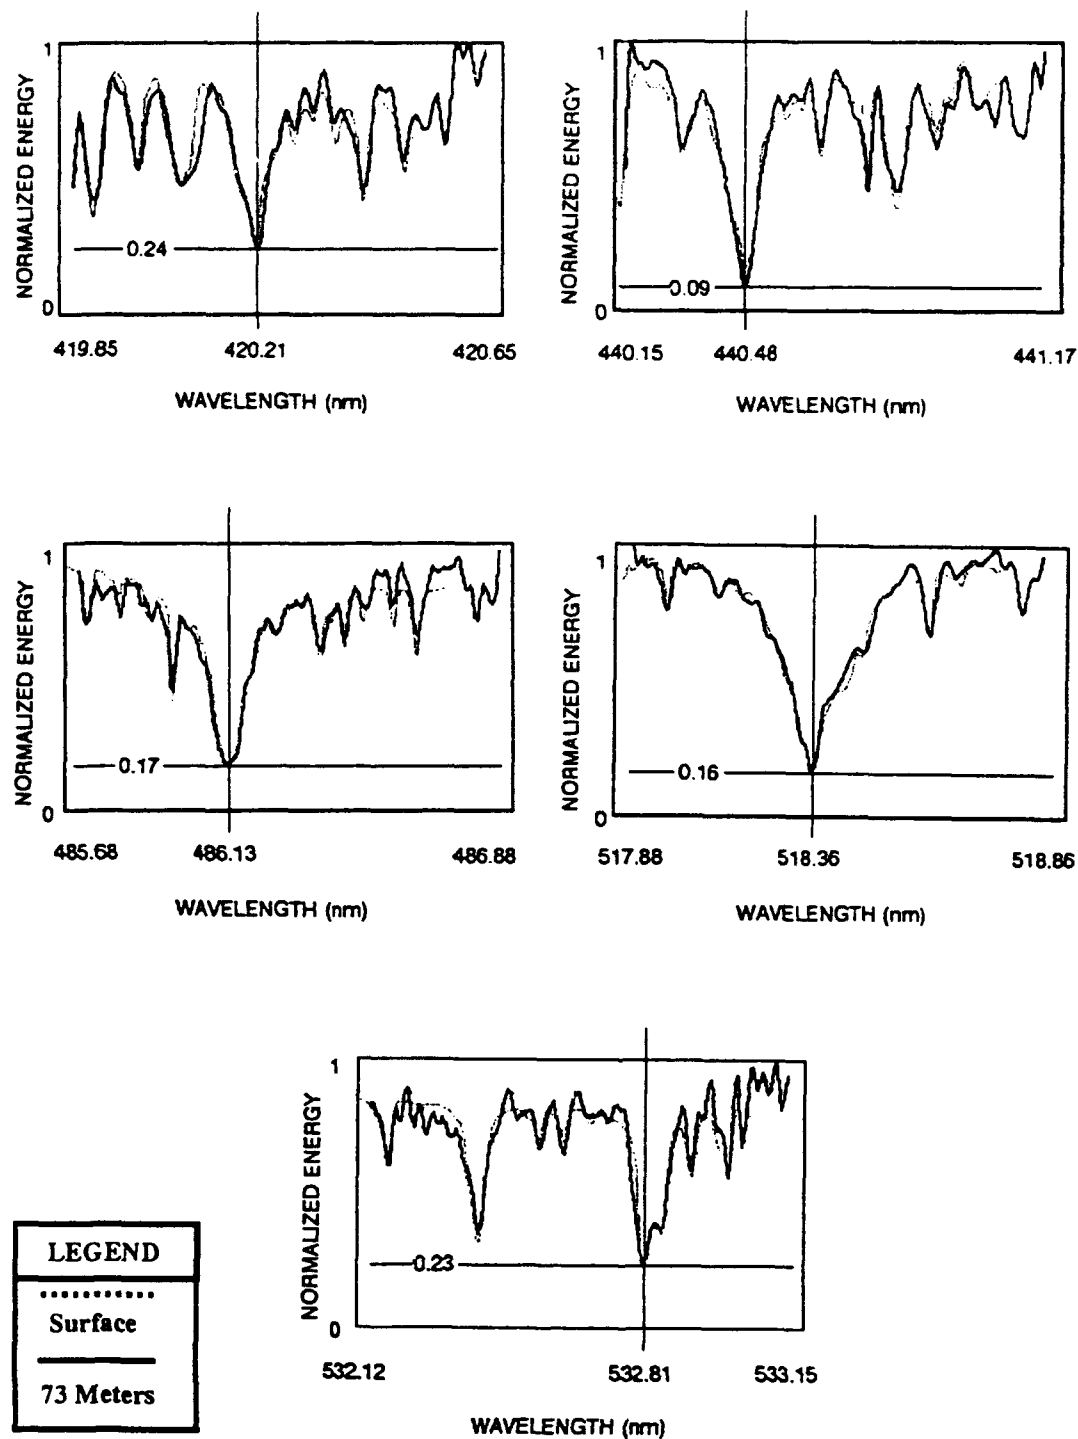 1
NORMALIZED ENERGY
0.24
0
419.85 420.21 420.65
WAVELENGTH (nm)
1
NORMALIZED ENERGY
0.09
0
440.15 440.48 441.17
WAVELENGTH (nm)
1
NORMALIZED ENERGY
0.17
0
485.68 486.13 486.88
WAVELENGTH (nm)
1
NORMALIZED ENERGY
0.16
0
517.88 518.36 518.86
WAVELENGTH (nm)
1
NORMALIZED ENERGY
0.23
0
532.12 532.81 533.15
WAVELENGTH (nm)
LEGEND
Surface
73 Meters